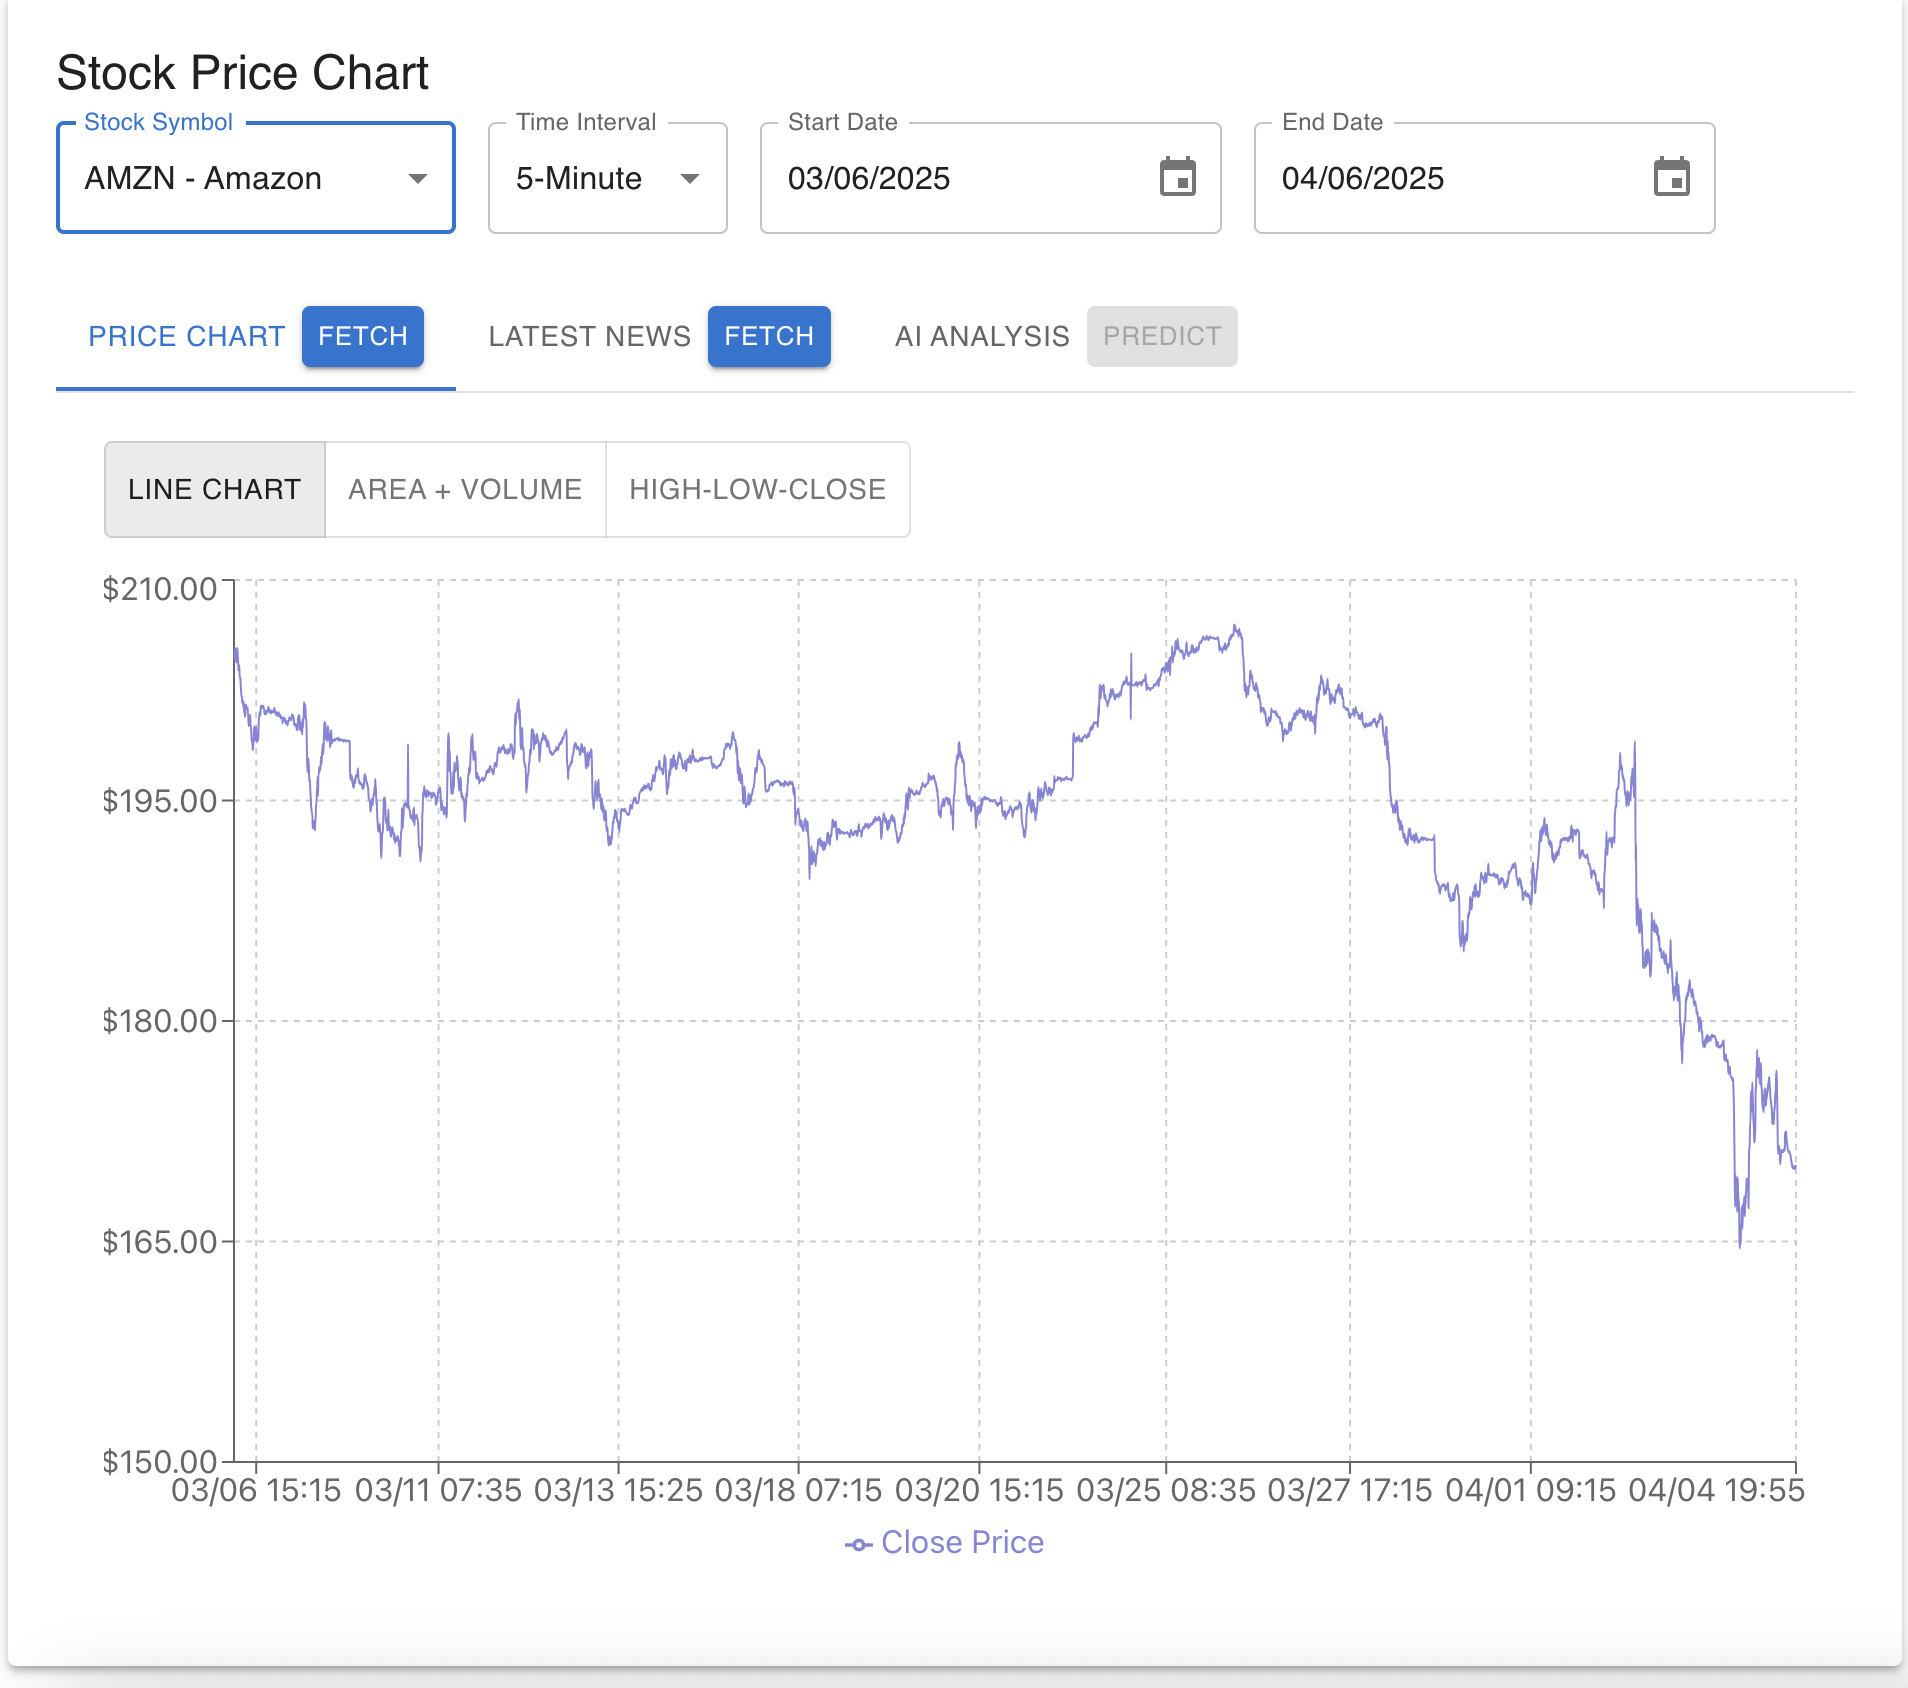 Stock Price Chart
Stock Symbol Time Interval Start Date End Date
AMZN - Amazon 5-Minute 03/06/2025 04/06/2025
PRICE CHART FETCH LATEST NEWS FETCH AI ANALYSIS PREDICT
LINE CHART AREA + VOLUME HIGH-LOW-CLOSE
$210.00
$195.00
$180.00
$165.00
$150.00
03/06 15:15 03/11 07:35 03/13 15:25 03/18 07:15 03/20 15:15 03/25 08:35 03/27 17:15 04/01 09:15 04/04 19:55
Close Price